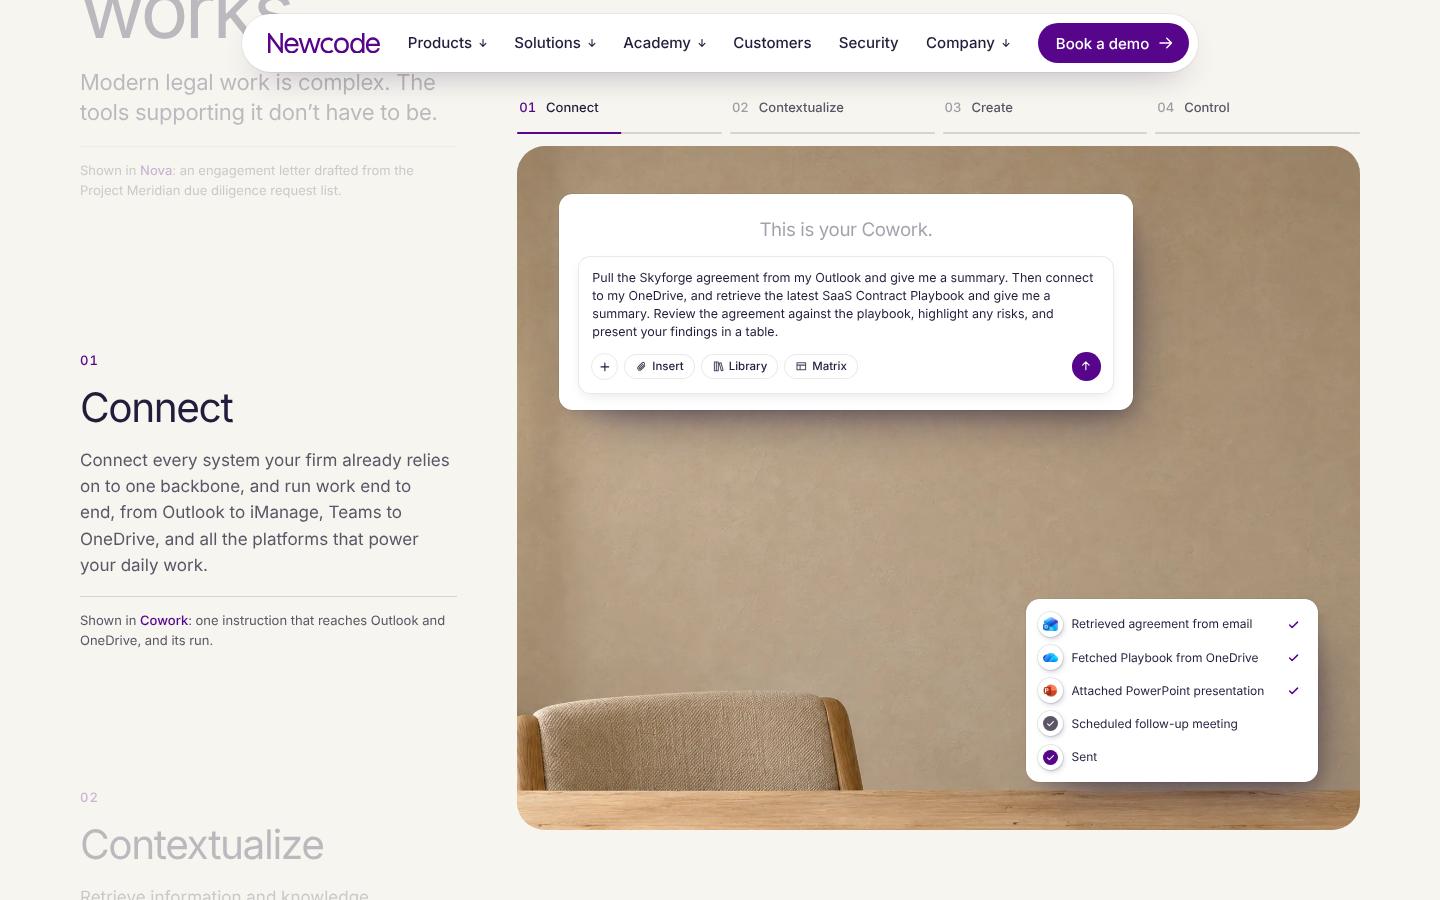 works
Newcode
Products
Solutions
Academy
Customers
Security
Company
Book a demo
Modern legal work is complex. The
tools supporting it don’t have to be.
Shown in Nova: an engagement letter drafted from the
Project Meridian due diligence request list.
01 Connect
02 Contextualize
03 Create
04 Control
01
Connect
Connect every system your firm already relies
on to one backbone, and run work end to
end, from Outlook to iManage, Teams to
OneDrive, and all the platforms that power
your daily work.
Shown in Cowork: one instruction that reaches Outlook and
OneDrive, and its run.
02
Contextualize
Retrieve information and knowledge
This is your Cowork.
Pull the Skyforge agreement from my Outlook and give me a summary. Then connect
to my OneDrive, and retrieve the latest SaaS Contract Playbook and give me a
summary. Review the agreement against the playbook, highlight any risks, and
present your findings in a table.
Insert
Library
Matrix
Retrieved agreement from email
Fetched Playbook from OneDrive
Attached PowerPoint presentation
Scheduled follow-up meeting
Sent